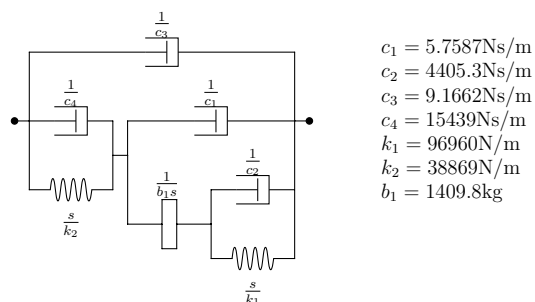 1/c₃
1/c₄
1/c₁
1/c₂
1/b₁s
s/k₂
s/k₁
c₁ = 5.7587Ns/m
c₂ = 4405.3Ns/m
c₃ = 9.1662Ns/m
c₄ = 15439Ns/m
k₁ = 96960N/m
k₂ = 38869N/m
b₁ = 1409.8kg